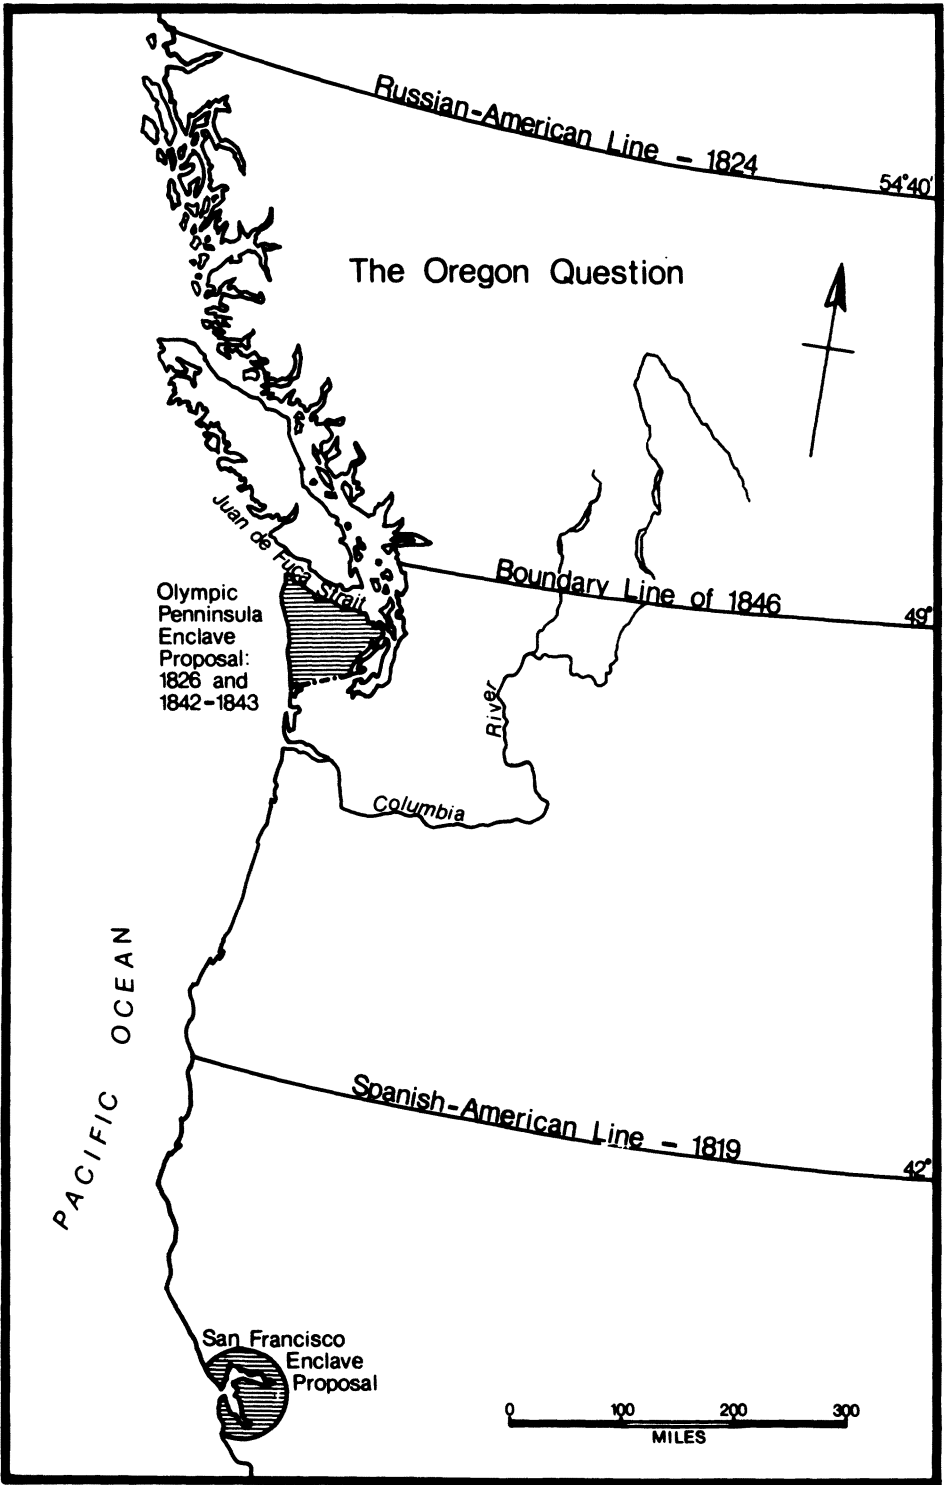 Russian-American Line - 1824
54°40'
The Oregon Question
Juan de Fuca Strait
Boundary Line of 1846
49°
Olympic
Penninsula
Enclave
Proposal:
1826 and
1842-1843
River
Columbia
PACIFIC OCEAN
Spanish-American Line - 1819
42°
San Francisco
Enclave
Proposal
0 100 200 300
MILES